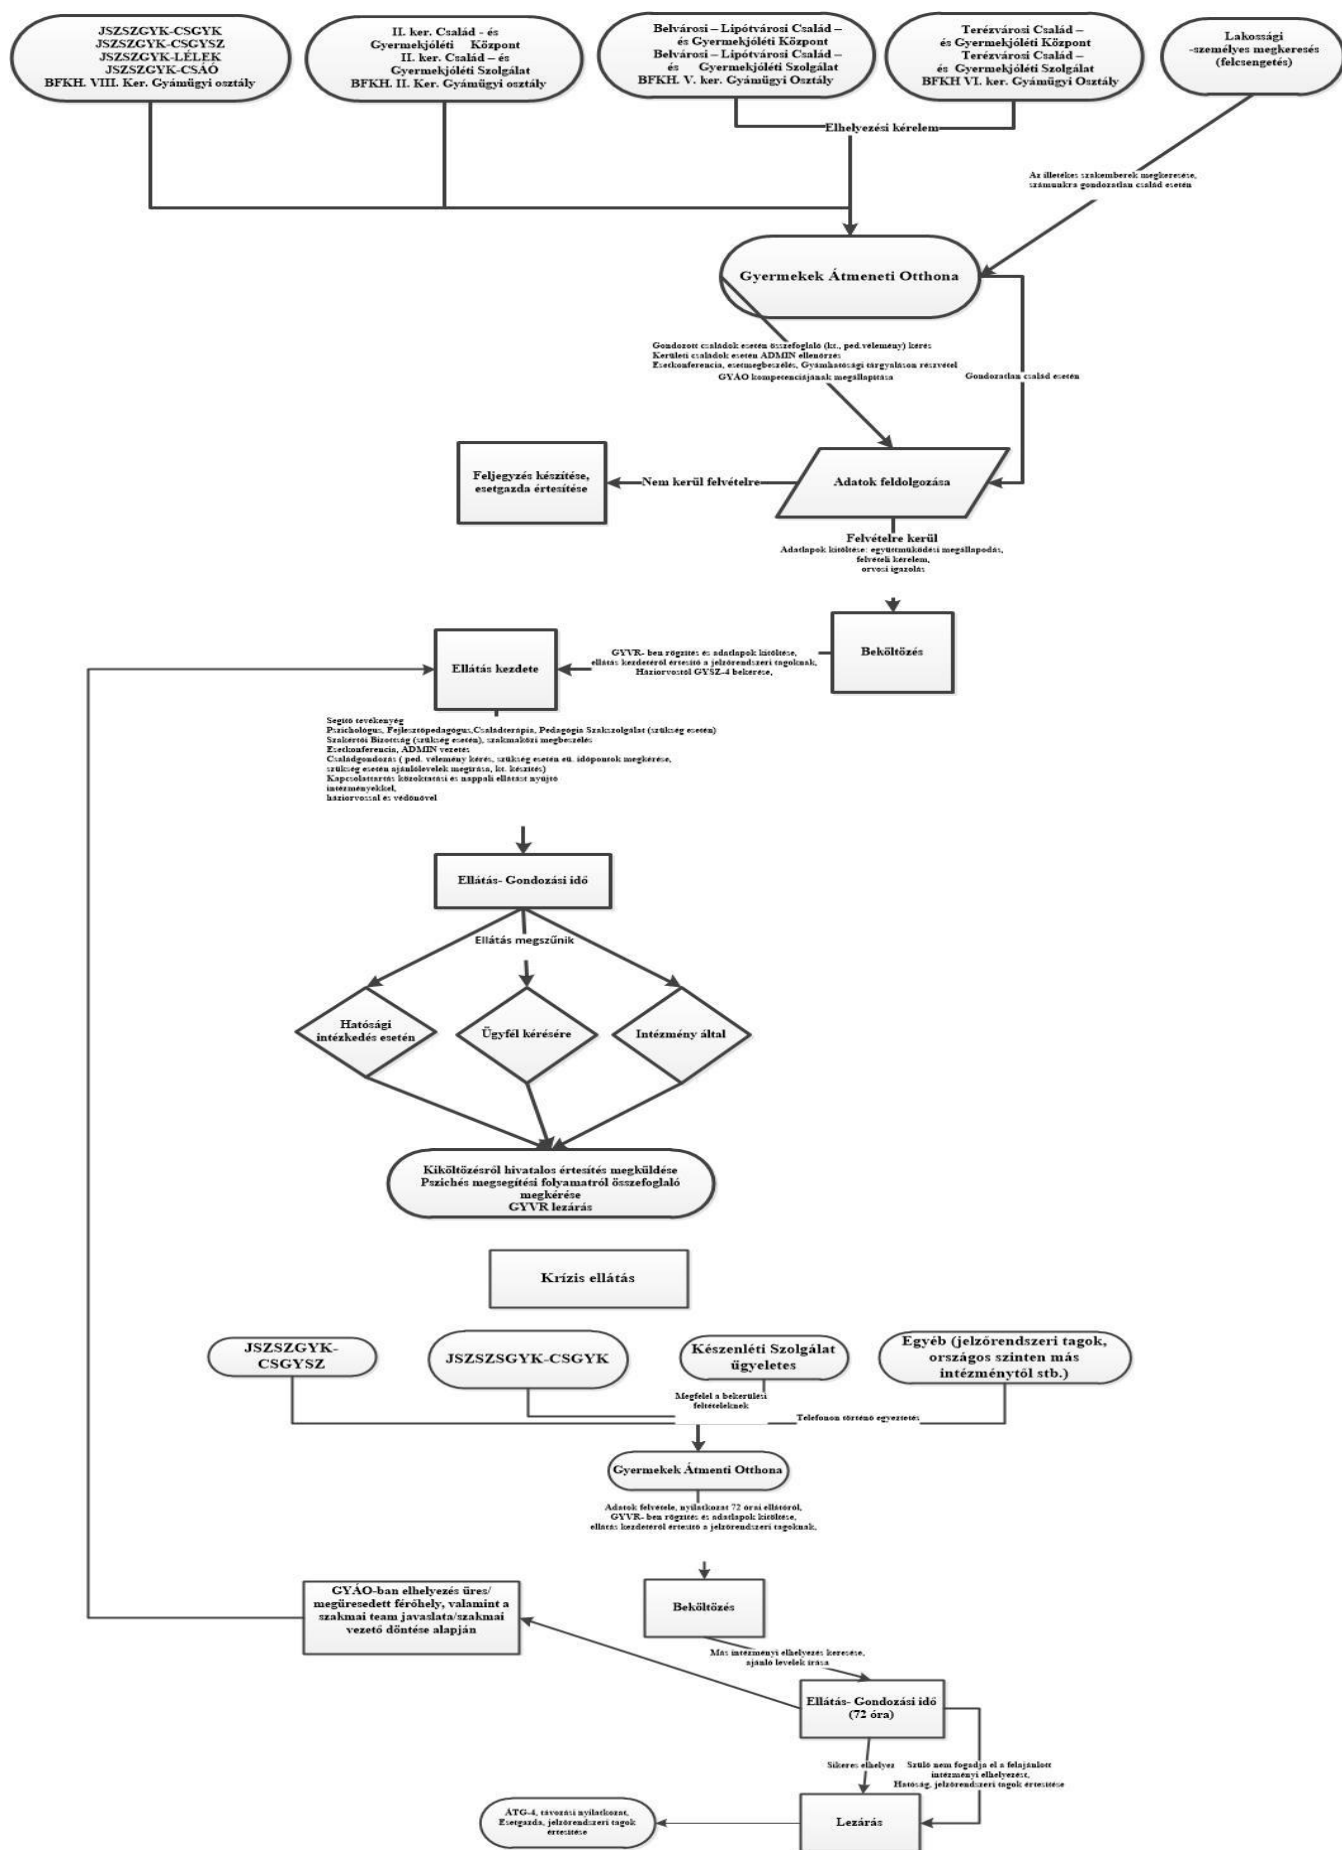 JSZSZGYK-CSGYK
JSZSZGYK-CSGYSZ
JSZSZGYK-LÉLEK
JSZSZGYK-CSÁO
BFKH. VIII. Ker. Gyámügyi osztály
II. ker. Család - és
Gyermekjóléti Központ
II. ker. Család – és
Gyermekjóléti Szolgálat
BFKH. II. Ker. Gyámügyi osztály
Belvárosi – Lipótvárosi Család –
és Gyermekjóléti Központ
Belvárosi – Lipótvárosi Család –
és Gyermekjóléti Szolgálat
BFKH. V. ker. Gyámügyi Osztály
Terézvárosi Család –
és Gyermekjóléti Központ
Terézvárosi Család –
és Gyermekjóléti Szolgálat
BFKH VI. ker. Gyámügyi Osztály
Lakossági
-személyes megkeresés
(felcsengetés)
Elhelyezési kérelem
Az illetékes szakemberek megkeresése,
számunkra gondozatlan család esetén
Gyermekek Átmeneti Otthona
Gondozott családok esetén összefoglaló (kt., ped.vélemény) kérés
Kerületi családok esetén ADMIN ellenőrzés
Esetkonferencia, esetmegbeszélés, Gyámhatósági tárgyaláson részvétel
GYÁO kompetenciájának megállapítása
Gondozatlan család esetén
Feljegyzés készítése,
esetgazda értesítése
Nem kerül felvételre
Adatok feldolgozása
Felvételre kerül
Adatlapok kitöltése: együttműködési megállapodás,
felvételi kérelem,
orvosi igazolás
Beköltözés
GYVR- ben rögzítés és adatlapok kitöltése,
ellátás kezdetéről értesítő a jelzőrendszeri tagoknak,
Háziorvostól GYSZ-4 bekérése,
Ellátás kezdete
Segítő tevékenyég
Pszichológus, Fejlesztőpedagógus,Családterápia, Pedagógia Szakszolgálat (szükség esetén)
Szakértői Bizottság (szükség esetén), szakmaközi megbeszélés
Esetkonferencia, ADMIN vezetés
Családgondozás ( ped. vélemény kérés, szükség esetén eü. időpontok megkérése,
szükség esetén ajánlólevelek megírása, kt. készítés)
Kapcsolattartás közoktatási és nappali ellátást nyújtó
intézményekkel,
háziorvossal és védőnővel
Ellátás- Gondozási idő
Ellátás megszűnik
Hatósági
intézkedés esetén
Ügyfél kérésére
Intézmény által
Kiköltözésről hivatalos értesítés megküldése
Pszichés megsegítési folyamatról összefoglaló
megkérése
GYVR lezárás
Krízis ellátás
JSZSZGYK-
CSGYSZ
JSZSZSGYK-CSGYK
Készenléti Szolgálat
ügyeletes
Egyéb (jelzőrendszeri tagok,
országos szinten más
intézménytől stb.)
Megfelel a bekerülési
feltételeknek
Telefonon történő egyeztetés
Gyermekek Átmenti Otthona
Adatok felvétele, nyilatkozat 72 órai ellátóról,
GYVR- ben rögzítés és adatlapok kitöltése,
ellátás kezdetéről értesítő a jelzőrendszeri tagoknak,
GYÁO-ban elhelyezés üres/
megüresedett férőhely, valamint a
szakmai team javaslata/szakmai
vezető döntése alapján
Beköltözés
Más intézményi elhelyezés keresése,
ajánló levelek írása
Ellátás- Gondozási idő
(72 óra)
Sikeres elhelyez
Szülő nem fogadja el a felajánlott
intézményi elhelyezést,
Hatóság, jelzőrendszeri tagok értesítése
ÁTG-4, távozási nyilatkozat,
Esetgazda, jelzőrendszeri tagok
értesítése
Lezárás